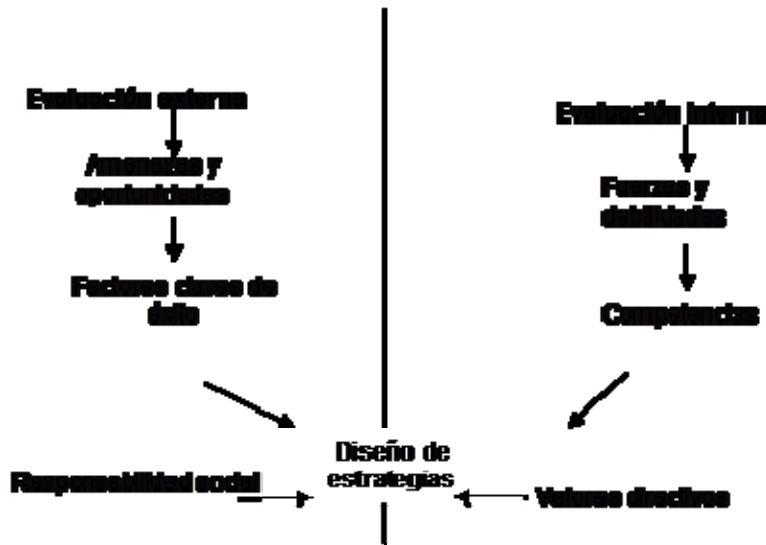 Evaluación externa
Amenazas y
oportunidades
Factores claves de
éxito
Evaluación interna
Fuerzas y
debilidades
Competencias
Diseño de
estrategias
Responsabilidad social
Valores directivos